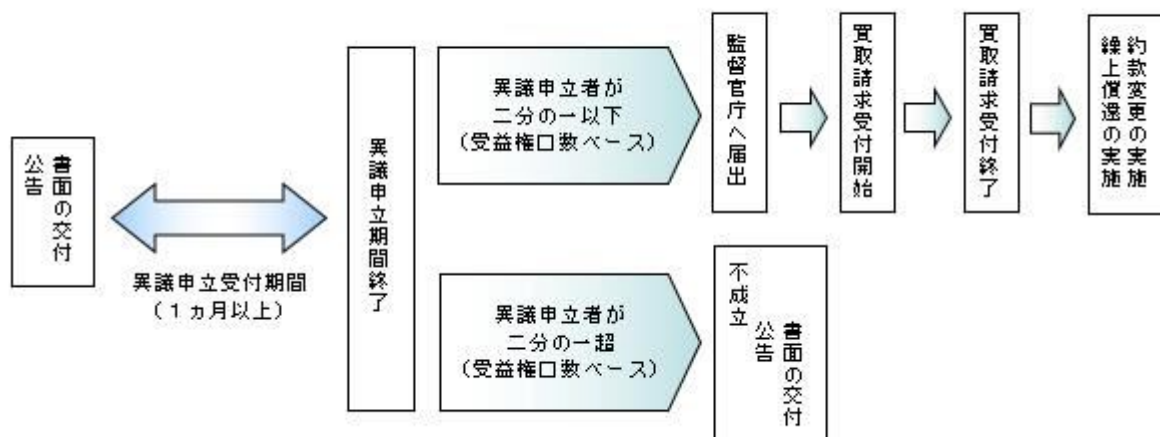 書面の交付
公告
異議申立受付期間
(1ヵ月以上)
異議申立期間終了
異議申立者が
二分の一以下
(受益権口数ベース)
監督官庁へ届出
買取請求受付開始
買取請求受付終了
約款変更の実施
繰上償還の実施
異議申立者が
二分の一超
(受益権口数ベース)
不成立
書面の交付
公告